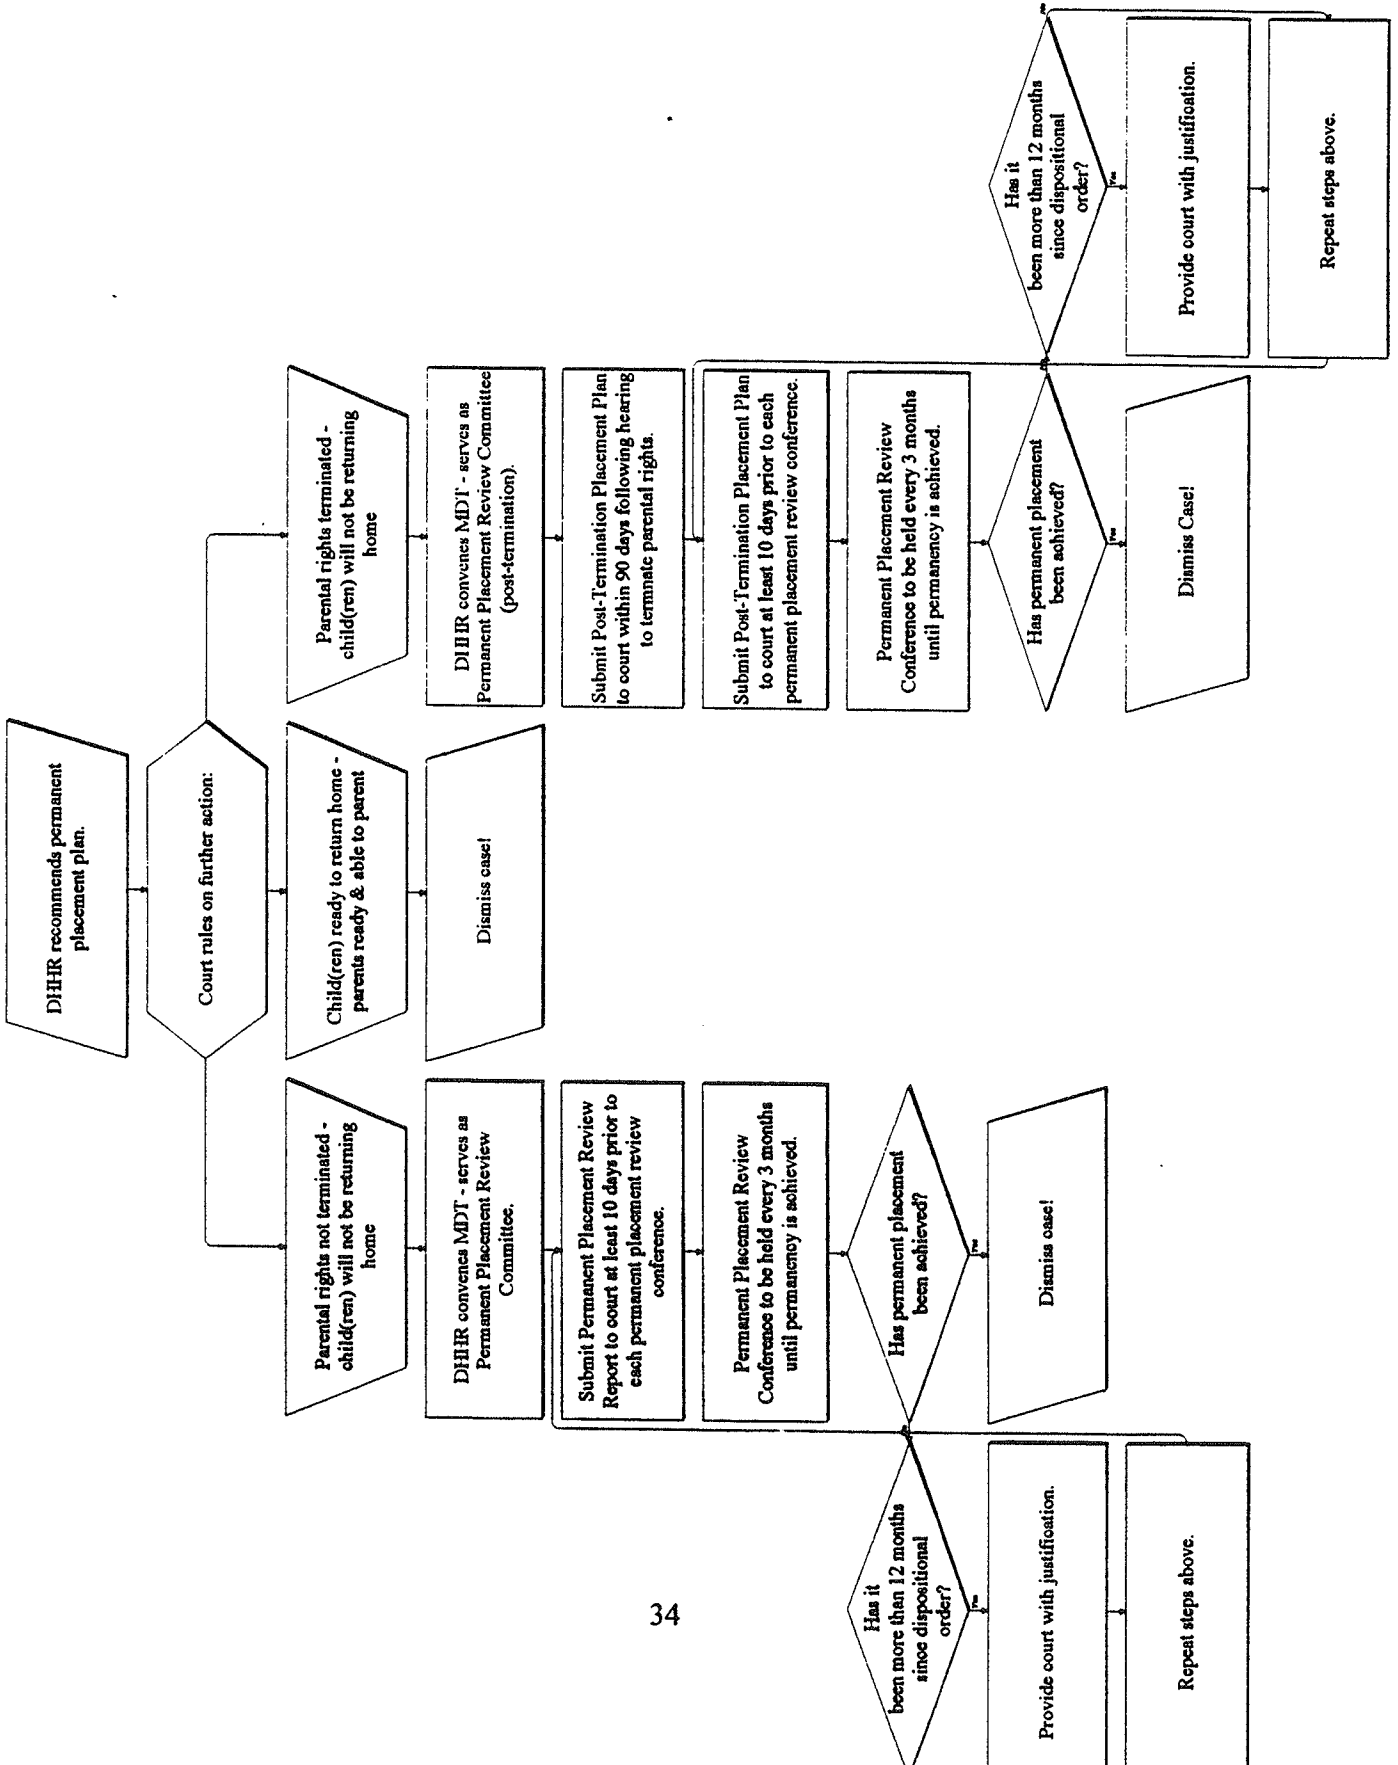 DHHR recommends permanent
placement plan.
Court rules on further action:
Parental rights not terminated -
child(ren) will not be returning
home
DHHR convenes MDT - serves as
Permanent Placement Review
Committee.
Submit Permanent Placement Review
Report to court at least 10 days prior to
each permanent placement review
conference.
Permanent Placement Review
Conference to be held every 3 months
until permanency is achieved.
Has permanent placement
been achieved?
Yes
Dismiss case!
Has it
been more than 12 months
since dispositional
order?
Yes
Provide court with justification.
Repeat steps above.
Child(ren) ready to return home -
parents ready & able to parent
Dismiss case!
Parental rights terminated -
child(ren) will not be returning
home
DHHR convenes MDT - serves as
Permanent Placement Review Committee
(post-termination).
Submit Post-Termination Placement Plan
to court within 90 days following hearing
to termnate parental rights.
Submit Post-Termination Placement Plan
to court at least 10 days prior to each
permanent placement review conference.
Permanent Placement Review
Conference to be held every 3 months
until permanency is achieved.
Has permanent placement
been achieved?
Yes
Dismiss Case!
Has it
been more than 12 months
since dispositional
order?
Yes
Provide court with justification.
Repeat steps above.
34